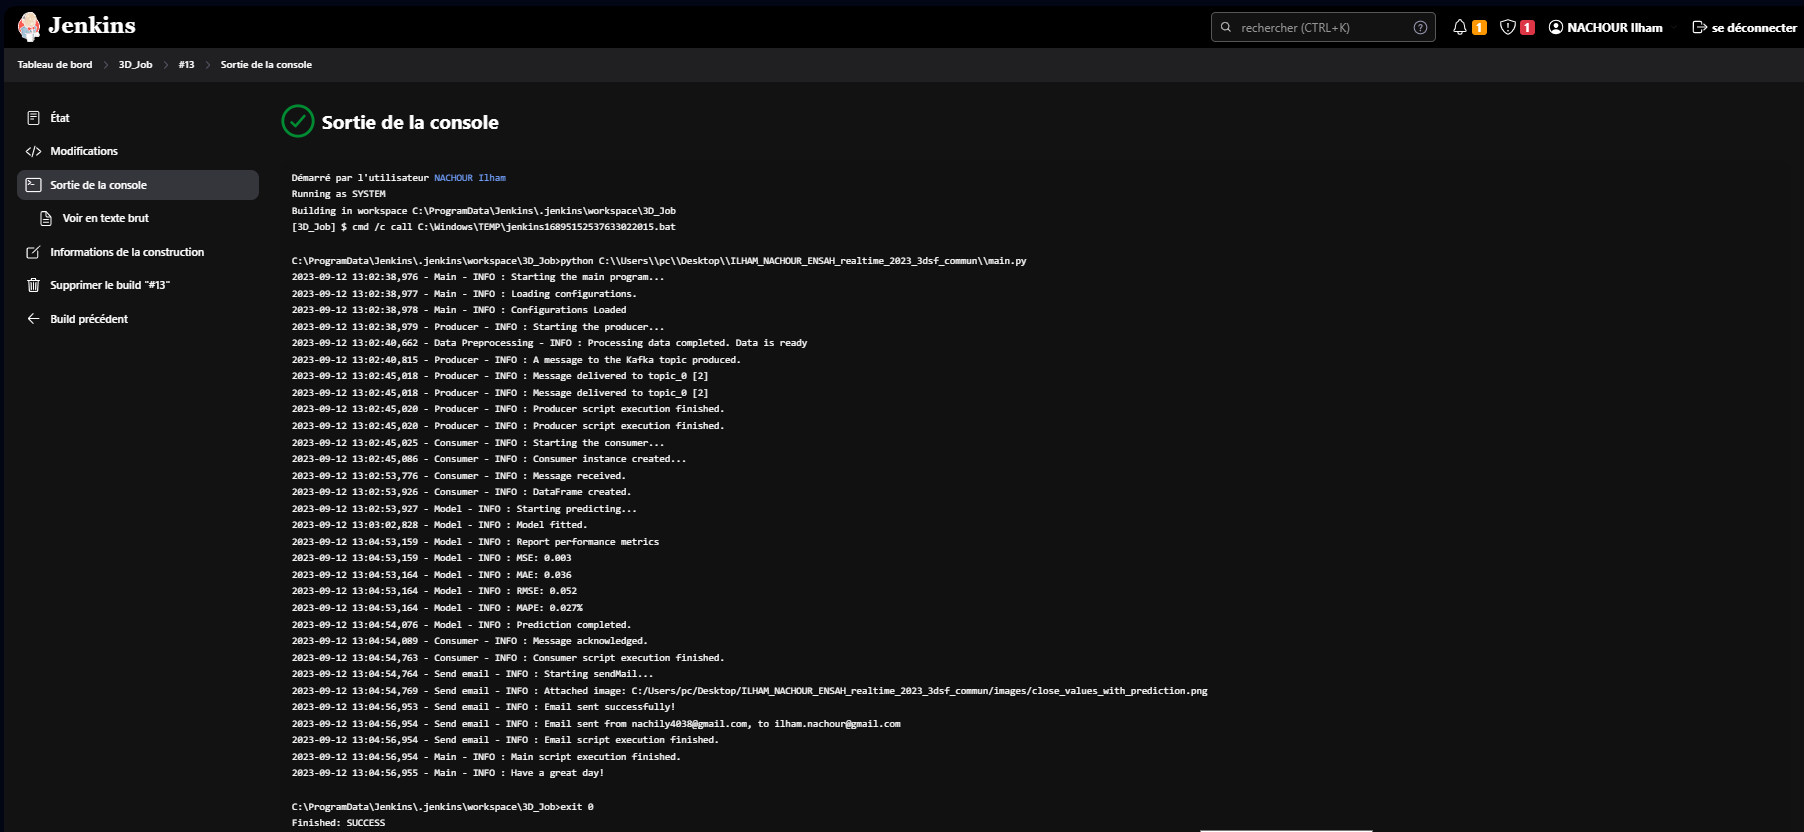 Jenkins
rechercher (CTRL+K)
1
1
NACHOUR Ilham
se déconnecter
Tableau de bord
3D_Job
#13
Sortie de la console
État
Modifications
Sortie de la console
Voir en texte brut
Informations de la construction
Supprimer le build "#13"
Build précédent
Sortie de la console
Démarré par l'utilisateur NACHOUR Ilham
Running as SYSTEM
Building in workspace C:\ProgramData\Jenkins\.jenkins\workspace\3D_Job
[3D_Job] $ cmd /c call C:\Windows\TEMP\jenkins16895152537633022015.bat
C:\ProgramData\Jenkins\.jenkins\workspace\3D_Job>python C:\\Users\\pc\\Desktop\\ILHAM_NACHOUR_ENSAH_realtime_2023_3dsf_commun\\main.py
2023-09-12 13:02:38,976 - Main - INFO : Starting the main program...
2023-09-12 13:02:38,977 - Main - INFO : Loading configurations.
2023-09-12 13:02:38,978 - Main - INFO : Configurations Loaded
2023-09-12 13:02:38,979 - Producer - INFO : Starting the producer...
2023-09-12 13:02:40,662 - Data Preprocessing - INFO : Processing data completed. Data is ready
2023-09-12 13:02:40,815 - Producer - INFO : A message to the Kafka topic produced.
2023-09-12 13:02:45,018 - Producer - INFO : Message delivered to topic_0 [2]
2023-09-12 13:02:45,018 - Producer - INFO : Message delivered to topic_0 [2]
2023-09-12 13:02:45,020 - Producer - INFO : Producer script execution finished.
2023-09-12 13:02:45,020 - Producer - INFO : Producer script execution finished.
2023-09-12 13:02:45,025 - Consumer - INFO : Starting the consumer...
2023-09-12 13:02:45,086 - Consumer - INFO : Consumer instance created...
2023-09-12 13:02:53,776 - Consumer - INFO : Message received.
2023-09-12 13:02:53,926 - Consumer - INFO : DataFrame created.
2023-09-12 13:02:53,927 - Model - INFO : Starting predicting...
2023-09-12 13:03:02,828 - Model - INFO : Model fitted.
2023-09-12 13:04:53,159 - Model - INFO : Report performance metrics
2023-09-12 13:04:53,159 - Model - INFO : MSE: 0.003
2023-09-12 13:04:53,164 - Model - INFO : MAE: 0.036
2023-09-12 13:04:53,164 - Model - INFO : RMSE: 0.052
2023-09-12 13:04:53,164 - Model - INFO : MAPE: 0.027%
2023-09-12 13:04:54,076 - Model - INFO : Prediction completed.
2023-09-12 13:04:54,089 - Consumer - INFO : Message acknowledged.
2023-09-12 13:04:54,763 - Consumer - INFO : Consumer script execution finished.
2023-09-12 13:04:54,764 - Send email - INFO : Starting sendMail...
2023-09-12 13:04:54,769 - Send email - INFO : Attached image: C:/Users/pc/Desktop/ILHAM_NACHOUR_ENSAH_realtime_2023_3dsf_commun/images/close_values_with_prediction.png
2023-09-12 13:04:56,953 - Send email - INFO : Email sent successfully!
2023-09-12 13:04:56,954 - Send email - INFO : Email sent from nachily4038@gmail.com, to ilham.nachour@gmail.com
2023-09-12 13:04:56,954 - Send email - INFO : Email script execution finished.
2023-09-12 13:04:56,954 - Main - INFO : Main script execution finished.
2023-09-12 13:04:56,955 - Main - INFO : Have a great day!
C:\ProgramData\Jenkins\.jenkins\workspace\3D_Job>exit 0
Finished: SUCCESS